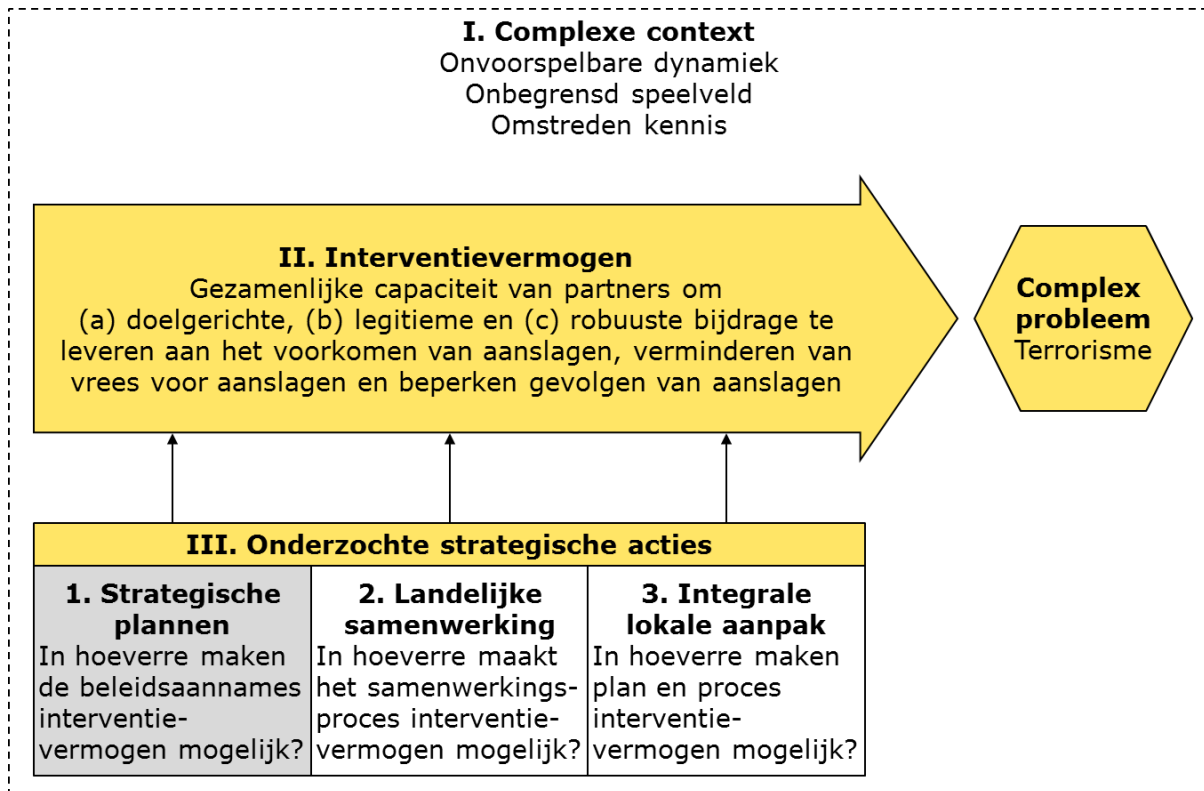 I. Complexe context
Onvoorspelbare dynamiek
Onbegrensd speelveld
Omstreden kennis
II. Interventievermogen
Gezamenlijke capaciteit van partners om
(a) doelgerichte, (b) legitieme en (c) robuuste bijdrage te
leveren aan het voorkomen van aanslagen, verminderen van
vrees voor aanslagen en beperken gevolgen van aanslagen
Complex
probleem
Terrorisme
III. Onderzochte strategische acties
1. Strategische
plannen
In hoeverre maken
de beleidsaannames
interventie-
vermogen mogelijk?
2. Landelijke
samenwerking
In hoeverre maakt
het samenwerkings-
proces interventie-
vermogen mogelijk?
3. Integrale
lokale aanpak
In hoeverre maken
plan en proces
interventie-
vermogen mogelijk?